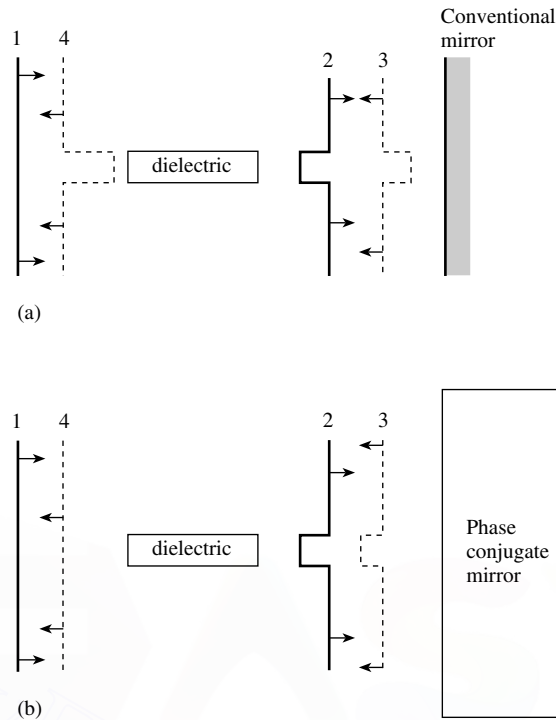 Conventional
mirror
1 4
2 3
dielectric
(a)
1 4
2 3
dielectric
Phase
conjugate
mirror
(b)